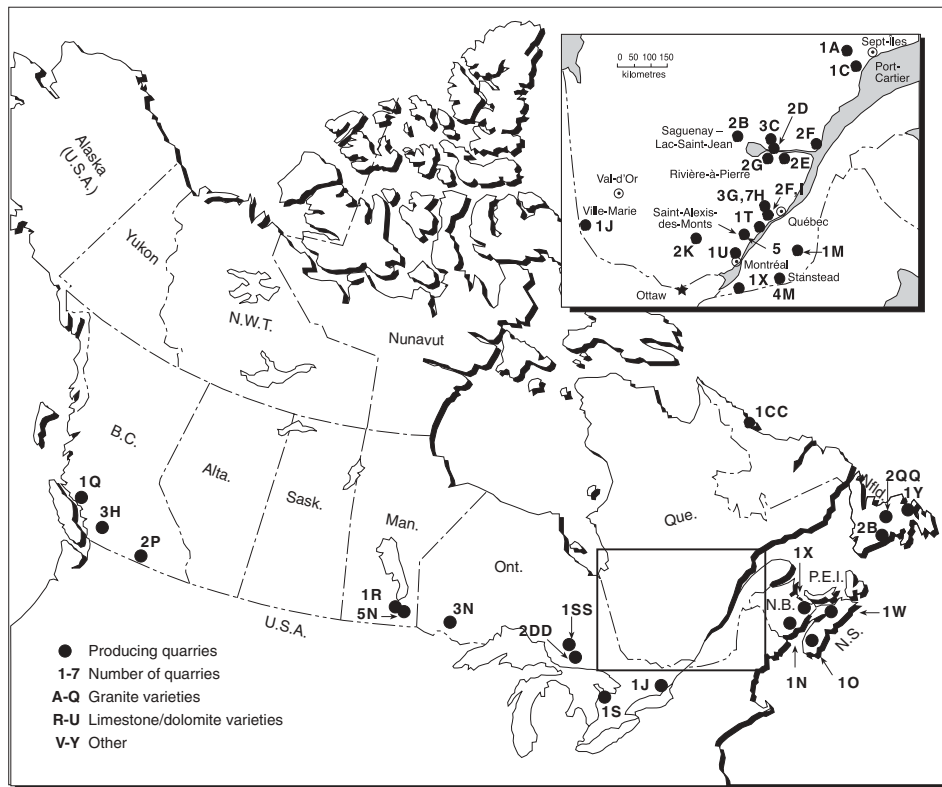 0 50 100 150
kilometres
1A
Sept-Îles
1C
Port-
Cartier
2D
2B
3C
2F
Saguenay –
Lac-Saint-Jean
2G
2E
Rivière-à-Pierre
Val-d'Or
3G,7H
2F,I
Ville-Marie
Saint-Alexis-
des-Monts
1T
Québec
1J
2K
1U
5
1M
Montréal
1X
Stanstead
Ottaw
4M
Alaska
(U.S.A.)
Yukon
N.W.T.
Nunavut
1CC
B.C.
Alta.
Sask.
Man.
Ont.
Que.
Nfld
2QQ
1Y
2B
1Q
3H
2P
1R
5N
3N
1SS
2DD
1X
P.E.I.
N.B.
1W
N.S.
U.S.A.
1N
1O
1J
1S
Producing quarries
1-7 Number of quarries
A-Q Granite varieties
R-U Limestone/dolomite varieties
V-Y Other